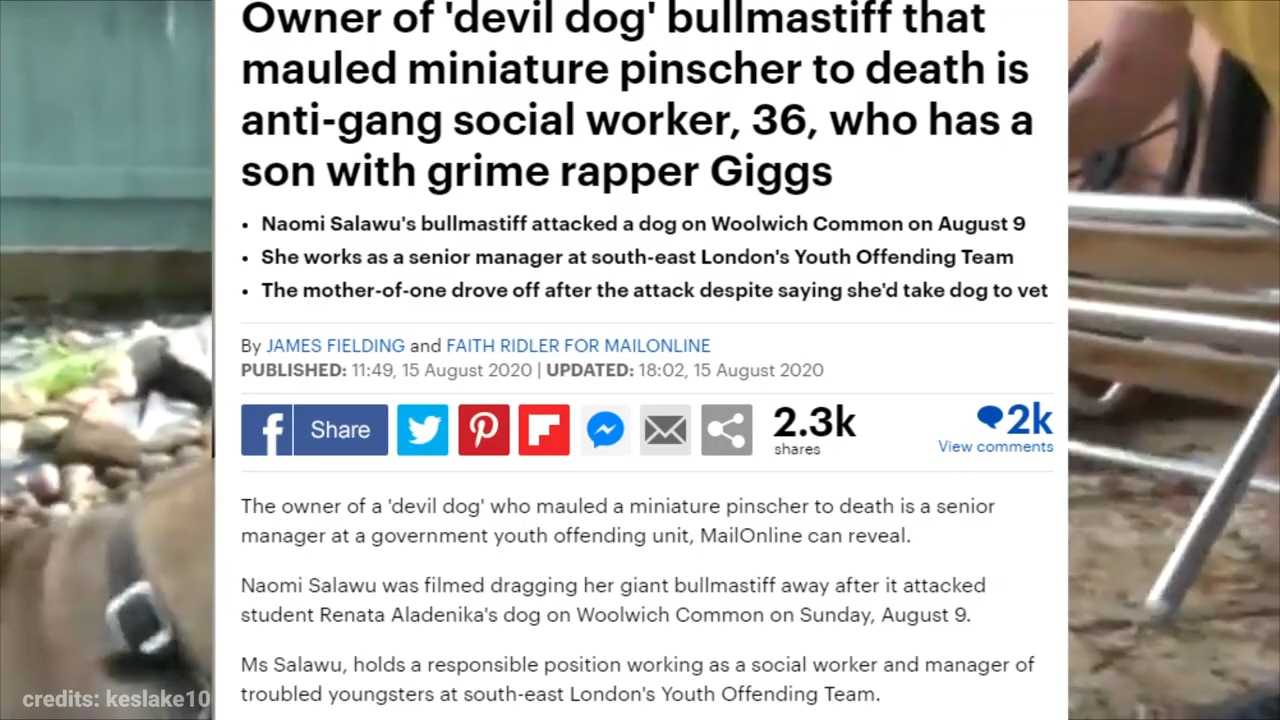 Owner of 'devil dog' bullmastiff that
mauled miniature pinscher to death is
anti-gang social worker, 36, who has a
son with grime rapper Giggs
• Naomi Salawu's bullmastiff attacked a dog on Woolwich Common on August 9
• She works as a senior manager at south-east London's Youth Offending Team
• The mother-of-one drove off after the attack despite saying she'd take dog to vet
By JAMES FIELDING and FAITH RIDLER FOR MAILONLINE
PUBLISHED: 11:49, 15 August 2020 | UPDATED: 18:02, 15 August 2020
Share
2.3k
shares
2k
View comments
The owner of a 'devil dog' who mauled a miniature pinscher to death is a senior
manager at a government youth offending unit, MailOnline can reveal.
Naomi Salawu was filmed dragging her giant bullmastiff away after it attacked
student Renata Aladenika's dog on Woolwich Common on Sunday, August 9.
Ms Salawu, holds a responsible position working as a social worker and manager of
troubled youngsters at south-east London's Youth Offending Team.
credits: keslake10